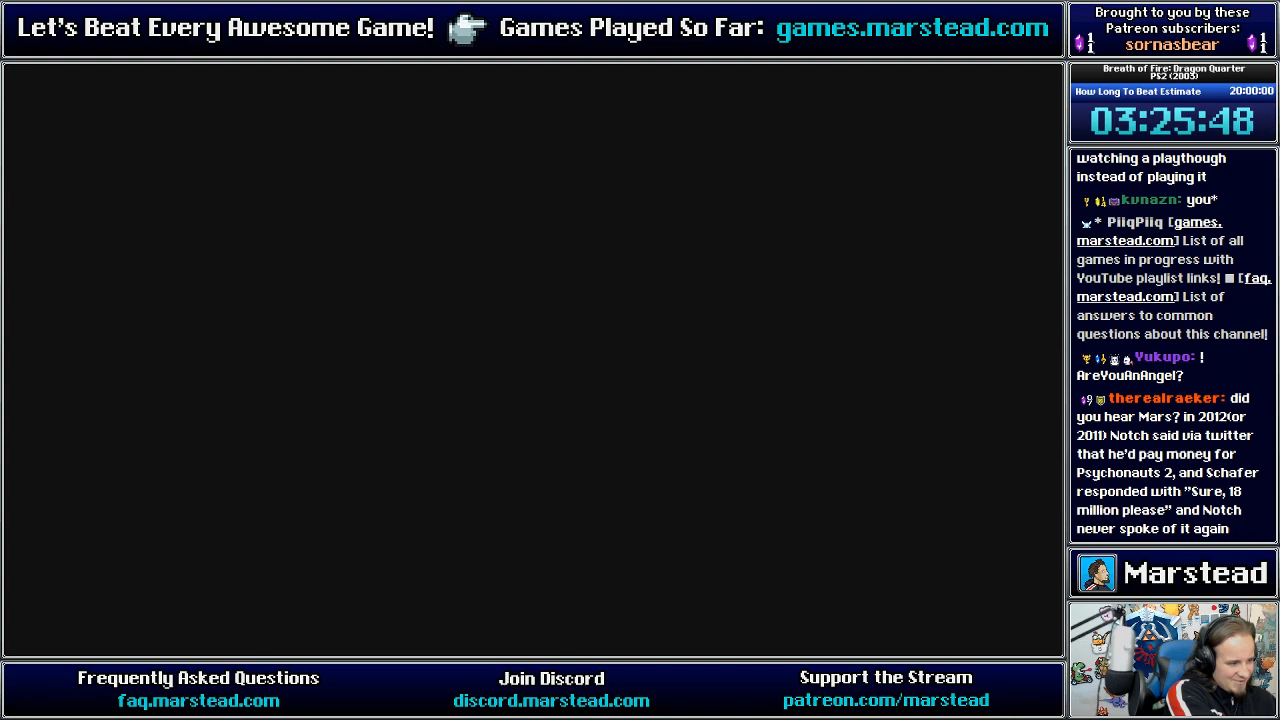 Let's Beat Every Awesome Game! Games Played So Far: games.marstead.com
Brought to you by these
Patreon subscribers:
sornasbear
Breath of Fire: Dragon Quarter
PS2 (2003)
How Long To Beat Estimate 20:00:00
03:25:48
watching a playthough
instead of playing it
kvnazn: you*
* PiiqPiiq [games.
marstead.com] List of all
games in progress with
YouTube playlist links! ■ [faq.
marstead.com] List of
answers to common
questions about this channel!
Yukupo: !
AreYouAnAngel?
therealraeker: did
you hear Mars? in 2012(or
2011) Notch said via twitter
that he'd pay money for
Psychonauts 2, and Schafer
responded with "Sure, 18
million please" and Notch
never spoke of it again
Marstead
Frequently Asked Questions
faq.marstead.com
Join Discord
discord.marstead.com
Support the Stream
patreon.com/marstead